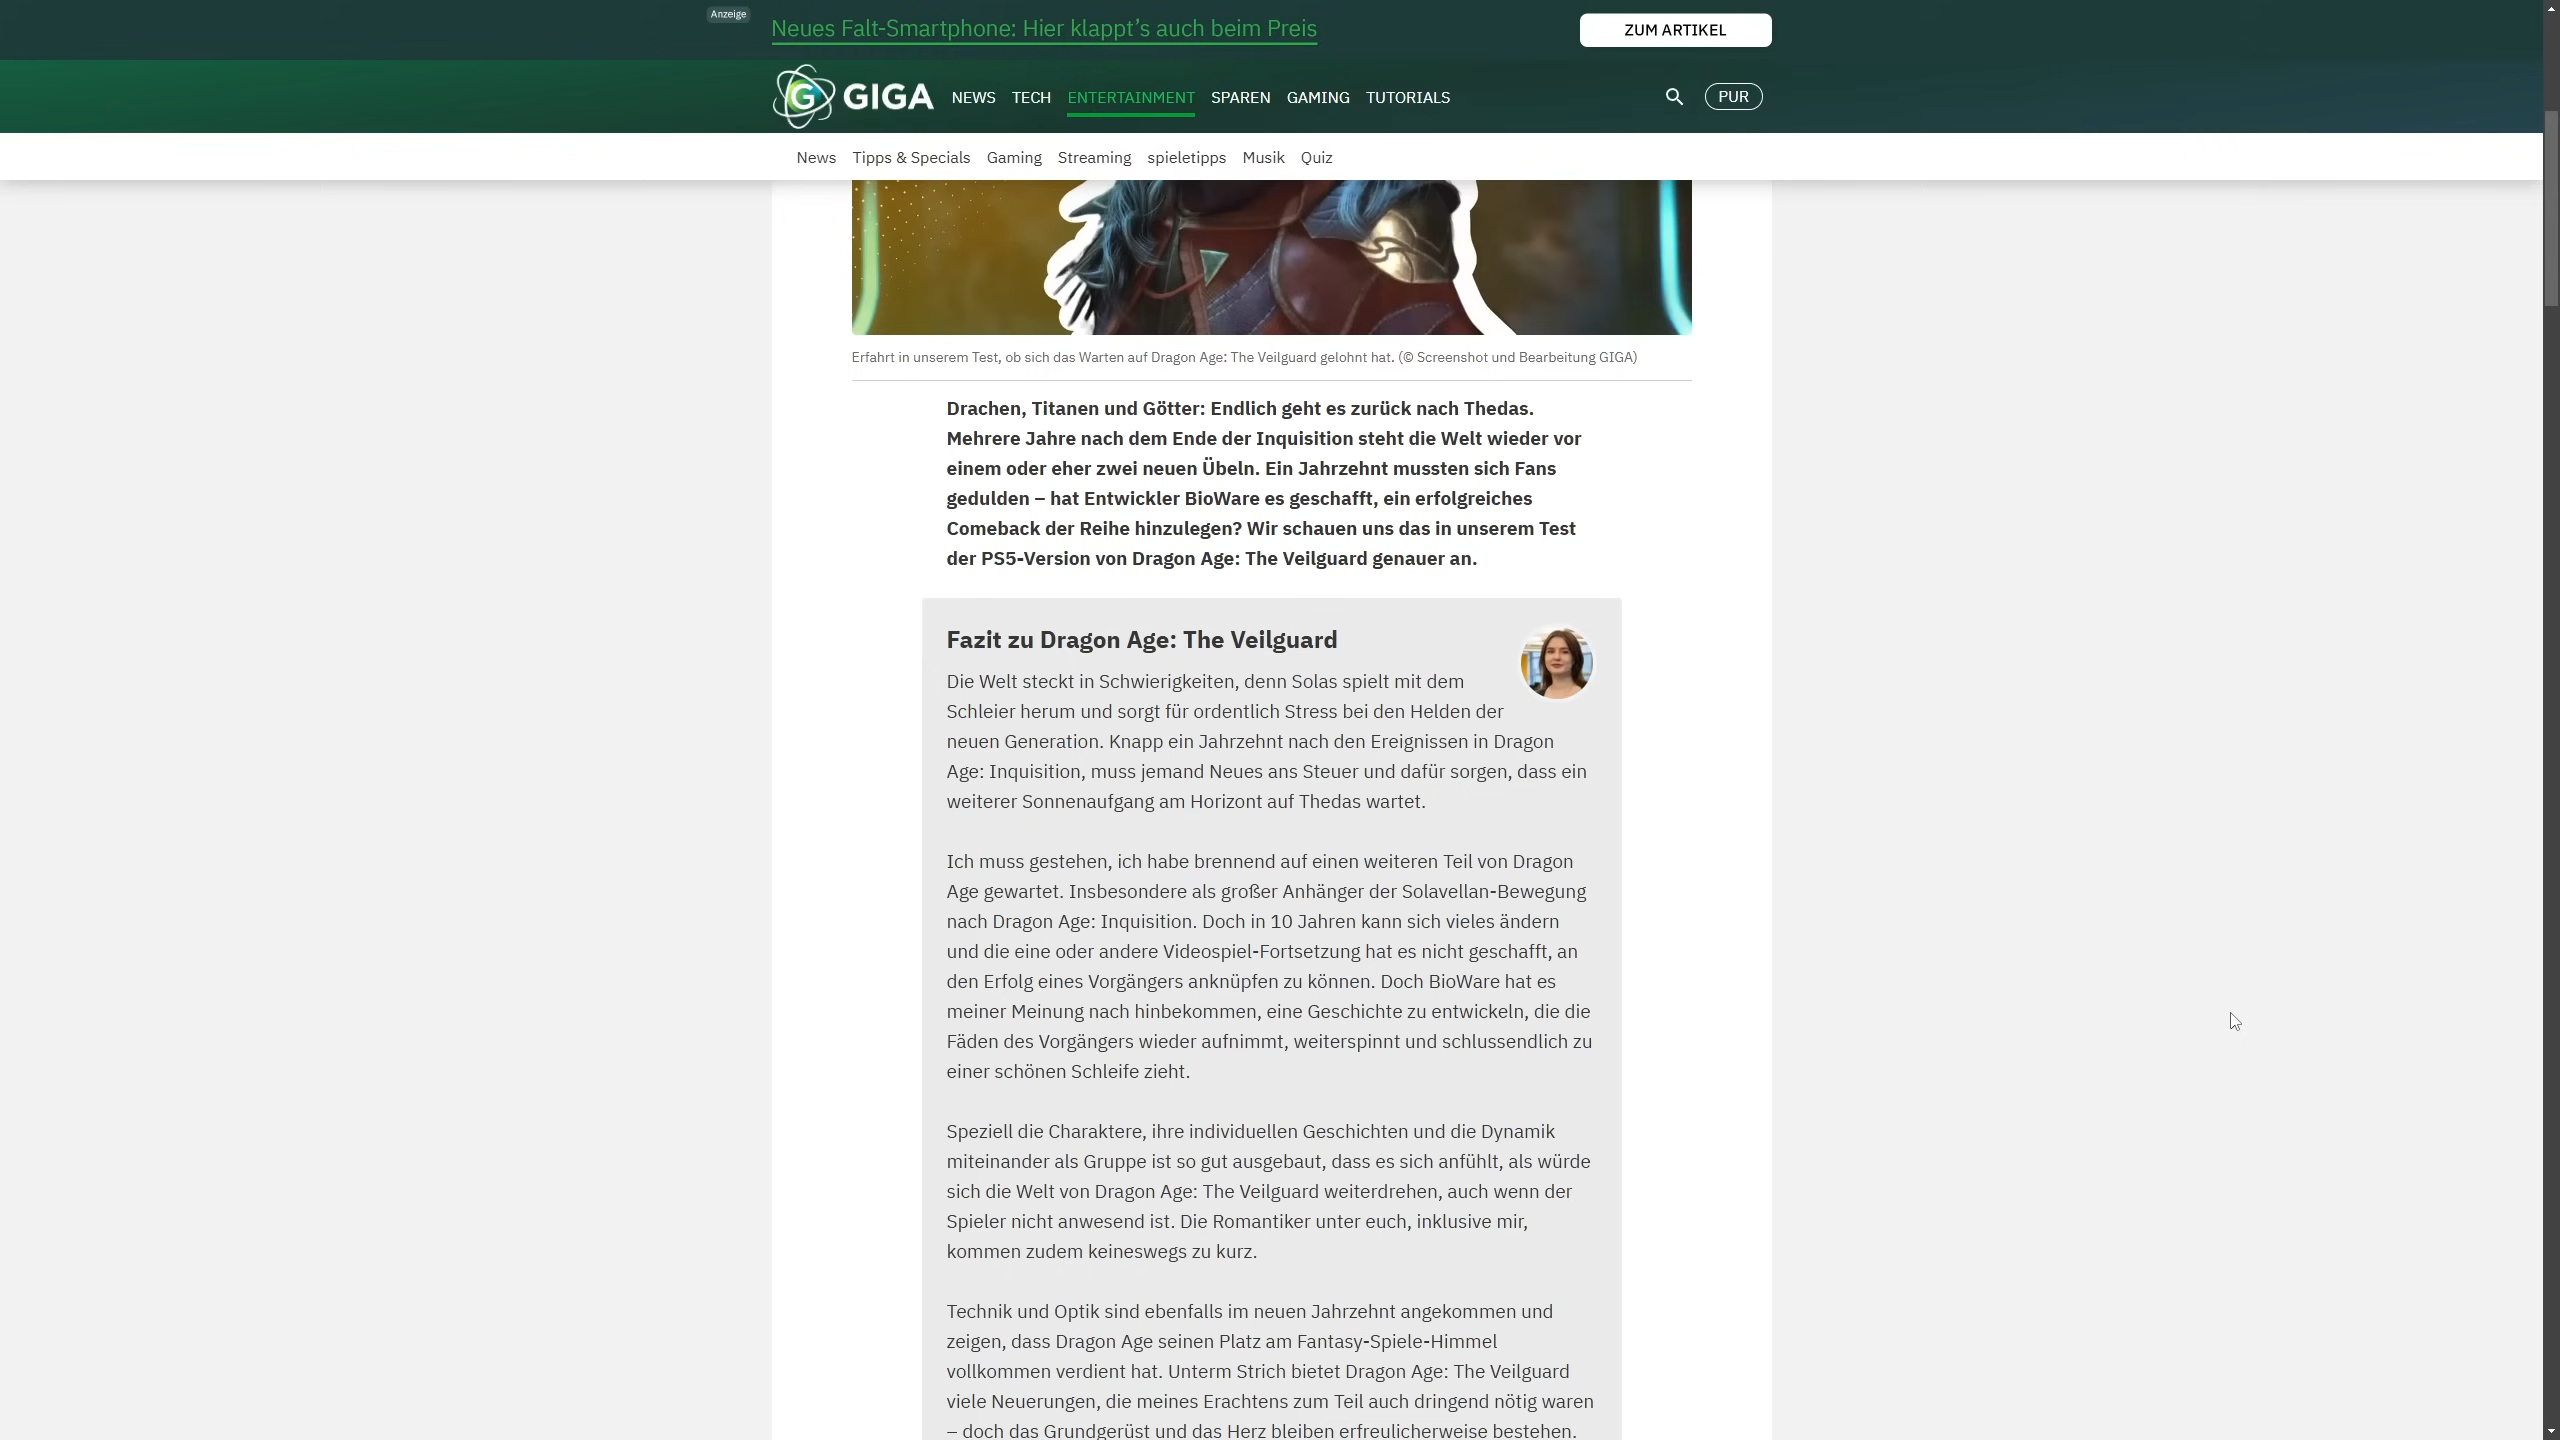 Anzeige
Neues Falt-Smartphone: Hier klappt’s auch beim Preis
ZUM ARTIKEL
G GIGA NEWS TECH ENTERTAINMENT SPAREN GAMING TUTORIALS PUR
News Tipps & Specials Gaming Streaming spieletipps Musik Quiz
Erfahrt in unserem Test, ob sich das Warten auf Dragon Age: The Veilguard gelohnt hat. (© Screenshot und Bearbeitung GIGA)
Drachen, Titanen und Götter: Endlich geht es zurück nach Thedas.
Mehrere Jahre nach dem Ende der Inquisition steht die Welt wieder vor
einem oder eher zwei neuen Übeln. Ein Jahrzehnt mussten sich Fans
gedulden – hat Entwickler BioWare es geschafft, ein erfolgreiches
Comeback der Reihe hinzulegen? Wir schauen uns das in unserem Test
der PS5-Version von Dragon Age: The Veilguard genauer an.
Fazit zu Dragon Age: The Veilguard
Die Welt steckt in Schwierigkeiten, denn Solas spielt mit dem
Schleier herum und sorgt für ordentlich Stress bei den Helden der
neuen Generation. Knapp ein Jahrzehnt nach den Ereignissen in Dragon
Age: Inquisition, muss jemand Neues ans Steuer und dafür sorgen, dass ein
weiterer Sonnenaufgang am Horizont auf Thedas wartet.
Ich muss gestehen, ich habe brennend auf einen weiteren Teil von Dragon
Age gewartet. Insbesondere als großer Anhänger der Solavellan-Bewegung
nach Dragon Age: Inquisition. Doch in 10 Jahren kann sich vieles ändern
und die eine oder andere Videospiel-Fortsetzung hat es nicht geschafft, an
den Erfolg eines Vorgängers anknüpfen zu können. Doch BioWare hat es
meiner Meinung nach hinbekommen, eine Geschichte zu entwickeln, die die
Fäden des Vorgängers wieder aufnimmt, weiterspinnt und schlussendlich zu
einer schönen Schleife zieht.
Speziell die Charaktere, ihre individuellen Geschichten und die Dynamik
miteinander als Gruppe ist so gut ausgebaut, dass es sich anfühlt, als würde
sich die Welt von Dragon Age: The Veilguard weiterdrehen, auch wenn der
Spieler nicht anwesend ist. Die Romantiker unter euch, inklusive mir,
kommen zudem keineswegs zu kurz.
Technik und Optik sind ebenfalls im neuen Jahrzehnt angekommen und
zeigen, dass Dragon Age seinen Platz am Fantasy-Spiele-Himmel
vollkommen verdient hat. Unterm Strich bietet Dragon Age: The Veilguard
viele Neuerungen, die meines Erachtens zum Teil auch dringend nötig waren
– doch das Grundgerüst und das Herz bleiben erfreulicherweise bestehen.